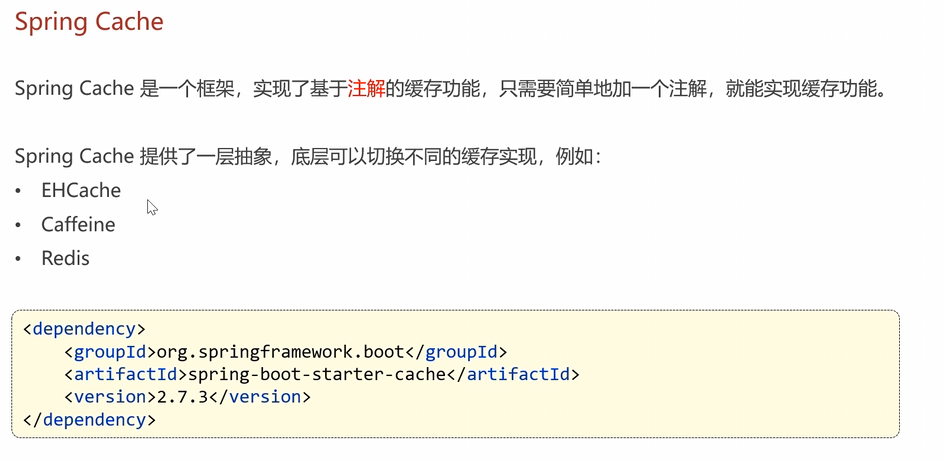 Spring Cache
Spring Cache 是一个框架，实现了基于注解的缓存功能，只需要简单地加一个注解，就能实现缓存功能。
Spring Cache 提供了一层抽象，底层可以切换不同的缓存实现，例如：
• EHCache
• Caffeine
• Redis
<dependency>
    <groupId>org.springframework.boot</groupId>
    <artifactId>spring-boot-starter-cache</artifactId>
    <version>2.7.3</version>
</dependency>